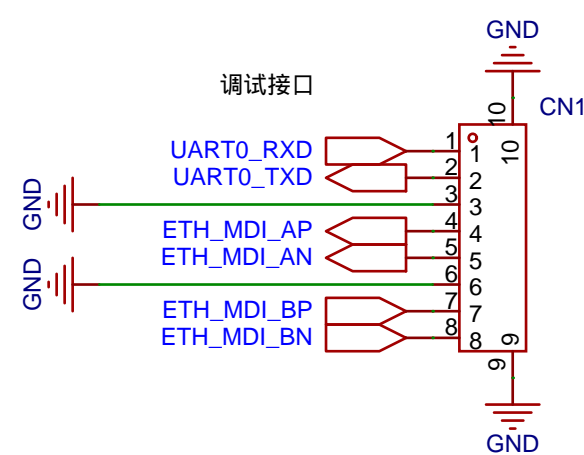 GND
调试接口
CN1
10
10
UART0_RXD
1
1
UART0_TXD
2
2
GND
3
3
ETH_MDI_AP
4
4
ETH_MDI_AN
5
5
GND
6
6
ETH_MDI_BP
7
7
ETH_MDI_BN
8
8
9
9
GND